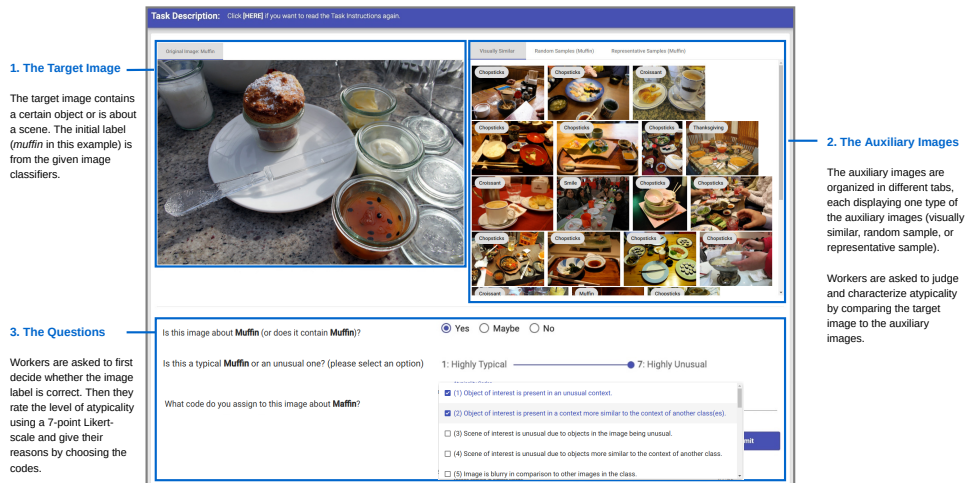 Task Description: Click [HERE] if you want to read the Task Instructions again.
1. The Target Image
The target image contains
a certain object or is about
a scene. The initial label
(muffin in this example) is
from the given image
classifiers.
Original Image: Muffin
Visually Similar Random Samples (Muffin) Representative Samples (Muffin)
Chopsticks Chopsticks Croissant
Chopsticks Chopsticks Chopsticks Thanksgiving
Croissant Smile Chopsticks Chopsticks
Chopsticks Chopsticks Chopsticks Chopsticks
Croissant Muffin Chopsticks
2. The Auxiliary Images
The auxiliary images are
organized in different tabs,
each displaying one type of
the auxiliary images (visually
similar, random sample, or
representative sample).
Workers are asked to judge
and characterize atypicality
by comparing the target
image to the auxiliary
images.
3. The Questions
Workers are asked to first
decide whether the image
label is correct. Then they
rate the level of atypicality
using a 7-point Likert-
scale and give their
reasons by choosing the
codes.
Is this image about Muffin (or does it contain Muffin)? Yes Maybe No
Is this a typical Muffin or an unusual one? (please select an option) 1: Highly Typical 7: Highly Unusual
What code do you assign to this image about Maffin?
(1) Object of interest is present in an unusual context.
(2) Object of interest is present in a context more similar to the context of another class(es).
(3) Scene of interest is unusual due to objects in the image being unusual.
(4) Scene of interest is unusual due to objects more similar to the context of another class.
(5) Image is blurry in comparison to other images in the class.
mit